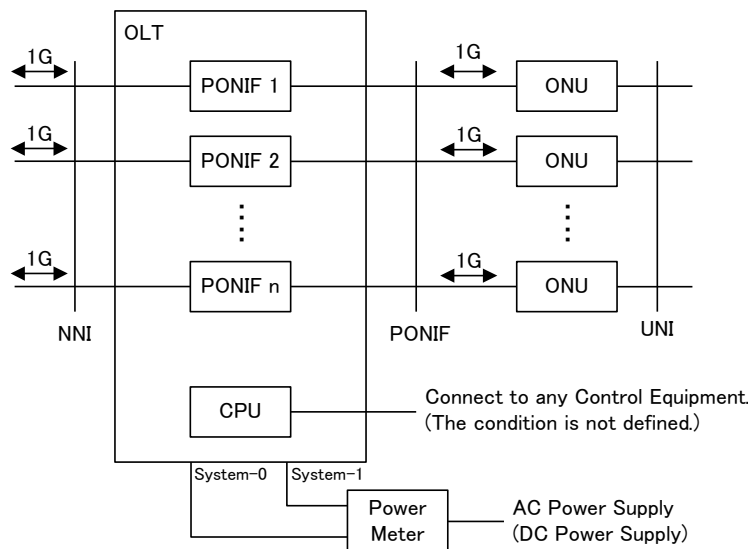 OLT
1G
1G
PONIF 1
ONU
1G
1G
PONIF 2
ONU
1G
1G
PONIF n
ONU
NNI
PONIF
UNI
CPU
Connect to any Control Equipment.
(The condition is not defined.)
System-0
System-1
Power
Meter
AC Power Supply
(DC Power Supply)